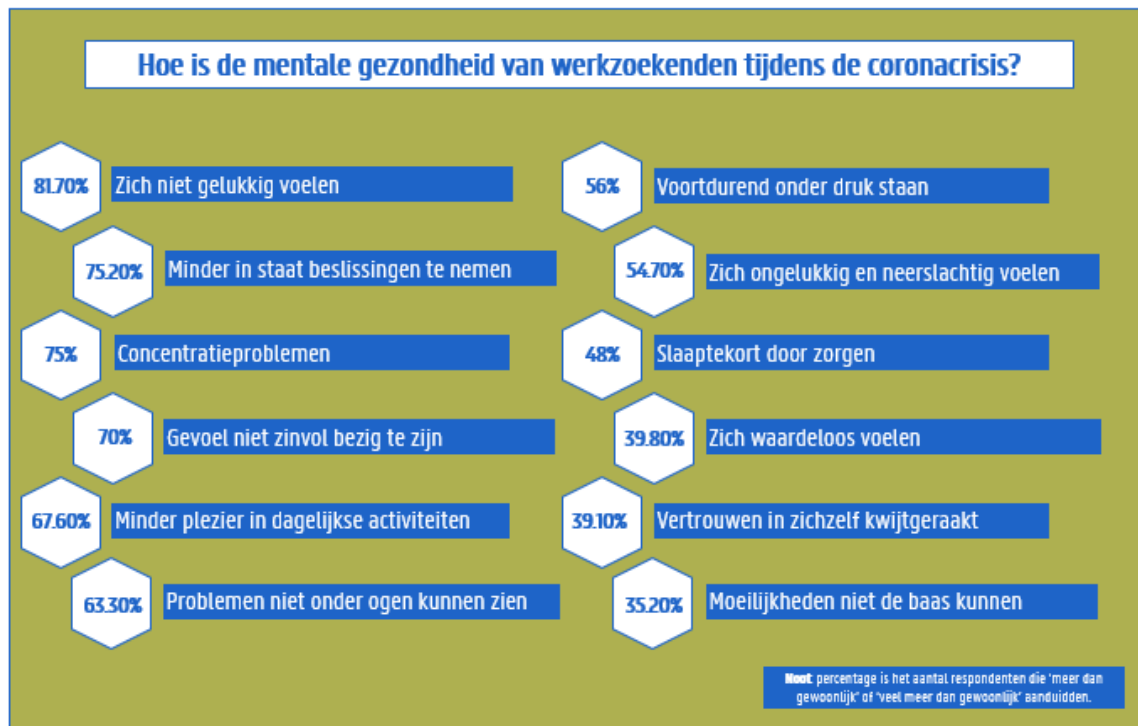 Hoe is de mentale gezondheid van werkzoekenden tijdens de coronacrisis?
81.70%
Zich niet gelukkig voelen
75.20%
Minder in staat beslissingen te nemen
75%
Concentratieproblemen
70%
Gevoel niet zinvol bezig te zijn
67.60%
Minder plezier in dagelijkse activiteiten
63.30%
Problemen niet onder ogen kunnen zien
56%
Voortdurend onder druk staan
54.70%
Zich ongelukkig en neerslachtig voelen
48%
Slaaptekort door zorgen
39.80%
Zich waardeloos voelen
39.10%
Vertrouwen in zichzelf kwijtgeraakt
35.20%
Moeilijkheden niet de baas kunnen
Noot: percentage is het aantal respondenten die 'meer dan
gewoonlijk' of 'veel meer dan gewoonlijk' aanduidden.